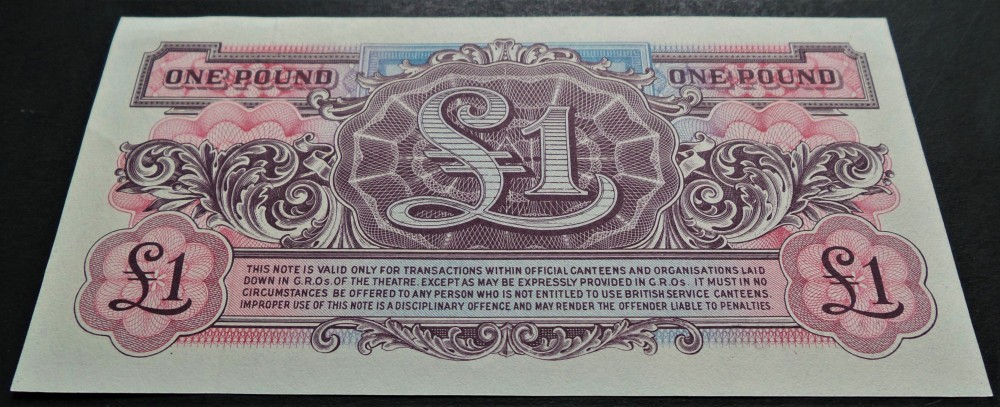 ONE POUND
ONE POUND
£1
£1
£1
THIS NOTE IS VALID ONLY FOR TRANSACTIONS WITHIN OFFICIAL CANTEENS AND ORGANISATIONS LAID
DOWN IN G.R.Os. OF THE THEATRE. EXCEPT AS MAY BE EXPRESSLY PROVIDED IN G.R.Os. IT MUST IN NO
CIRCUMSTANCES BE OFFERED TO ANY PERSON WHO IS NOT ENTITLED TO USE BRITISH SERVICE CANTEENS.
IMPROPER USE OF THIS NOTE IS A DISCIPLINARY OFFENCE AND MAY RENDER THE OFFENDER LIABLE TO PENALTIES